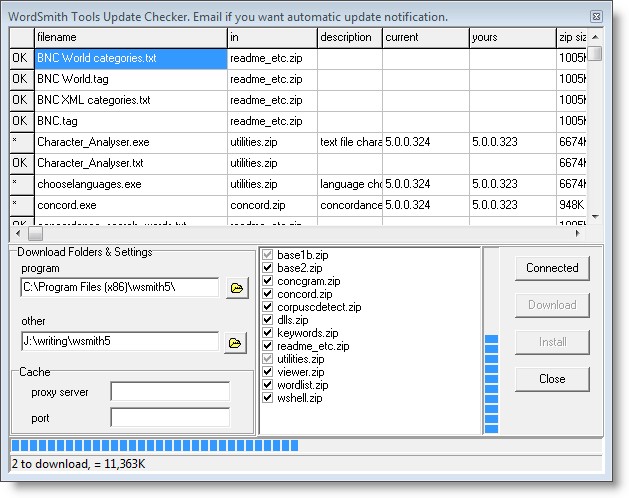 WordSmith Tools Update Checker. Email if you want automatic update notification.
filename in description current yours zip siz
OK BNC World categories.txt readme_etc.zip 1005K
OK BNC World.tag readme_etc.zip 1005K
OK BNC XML categories.txt readme_etc.zip 1005K
OK BNC.tag readme_etc.zip 1005K
* Character_Analyser.exe utilities.zip text file chara 5.0.0.324 5.0.0.323 6674K
OK Character_Analyser.txt utilities.zip 6674K
* chooselanguages.exe utilities.zip language cho 5.0.0.324 5.0.0.323 6674K
* concord.exe concord.zip concordance 5.0.0.324 5.0.0.323 948K
OK concordance_search_words.txt readme_etc.zip 1005K
Download Folders & Settings
program
C:\Program Files (x86)\wsmith5\
other
J:\writing\wsmith5
Cache
proxy server
port
base1b.zip
base2.zip
concgram.zip
concord.zip
corpuscdetect.zip
dlls.zip
keywords.zip
readme_etc.zip
utilities.zip
viewer.zip
wordlist.zip
wshell.zip
Connected
Download
Install
Close
2 to download, = 11,363K